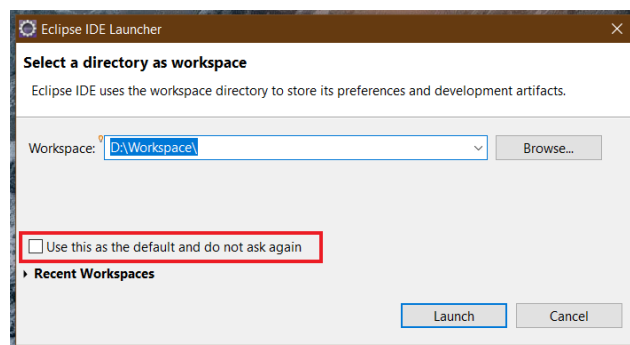 Eclipse IDE Launcher
Select a directory as workspace
Eclipse IDE uses the workspace directory to store its preferences and development artifacts.
Workspace: D:\Workspace\ Browse...
Use this as the default and do not ask again
Recent Workspaces
Launch Cancel